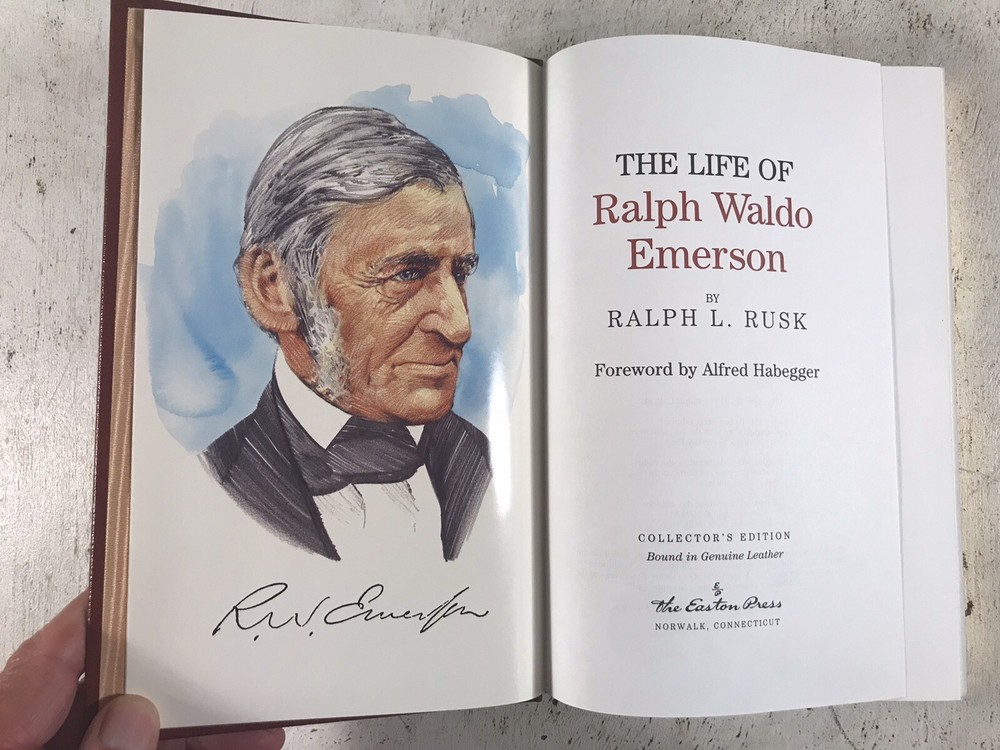 R.W. Emerson
THE LIFE OF
Ralph Waldo
Emerson
BY
RALPH L. RUSK
Foreword by Alfred Habegger
COLLECTOR'S EDITION
Bound in Genuine Leather
E
P
The Easton Press
NORWALK, CONNECTICUT